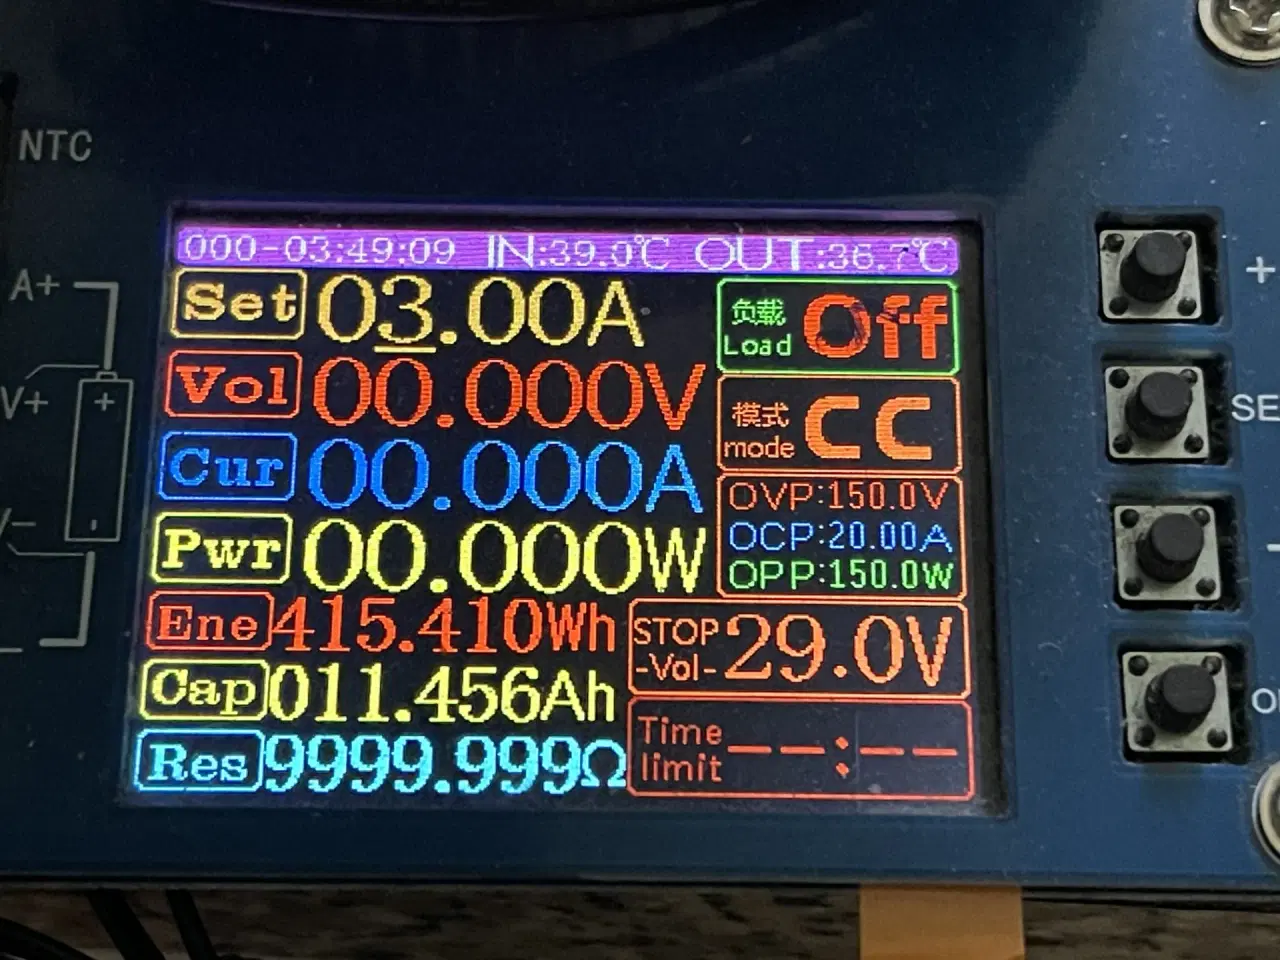 NTC
000-03:49:09 IN:39.0℃ OUT:36.7℃
A+
Set 03.00A
负载
Load
Off
+
Vol 00.000V
模式
mode
CC
V+
+
SE
Cur 00.000A
OVP:150.0V
OCP:20.00A
OPP:150.0W
Pwr 00.000W
V-
-
Ene 415.410Wh
STOP
-Vol-
29.0V
Cap 011.456Ah
Time
limit
--:--
Res 9999.999Ω